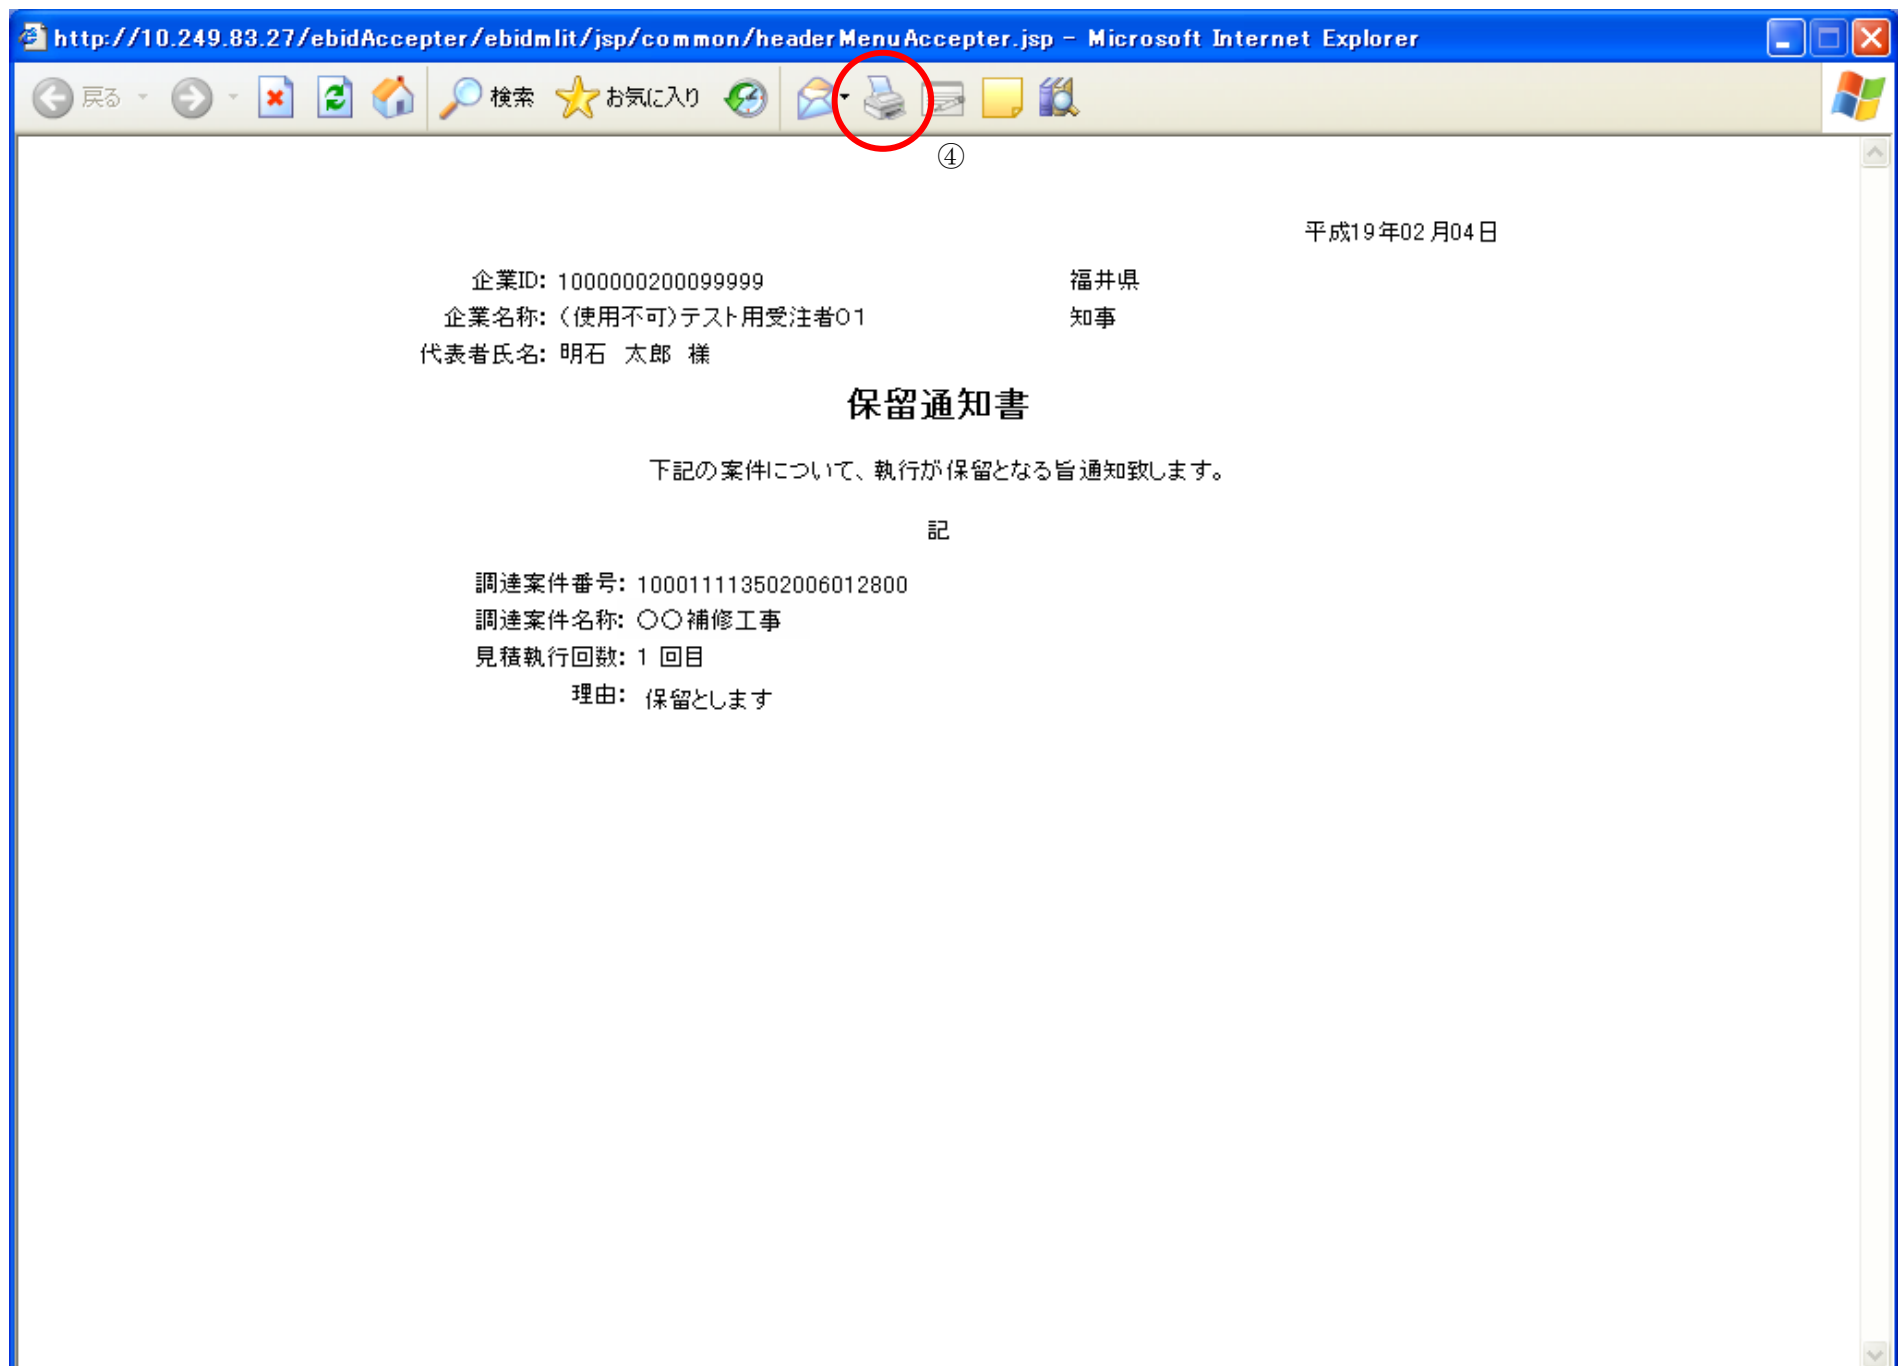 http://10.249.83.27/ebidAccepter/ebidmlit/jsp/common/headerMenuAccepter.jsp - Microsoft Internet Explorer
戻る 検索 お気に入り
④
平成19年02月04日
企業ID: 1000000200099999 福井県
企業名称: (使用不可)テスト用受注者01 知事
代表者氏名: 明石 太郎 様
保留通知書
下記の案件について、執行が保留となる旨通知致します。
記
調達案件番号: 100011113502006012800
調達案件名称: ○○補修工事
見積執行回数: 1 回目
理由: 保留とします